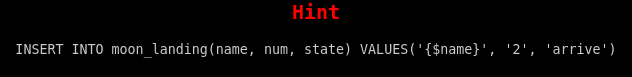 Hint
INSERT INTO moon_landing(name, num, state) VALUES('{$name}', '2', 'arrive')